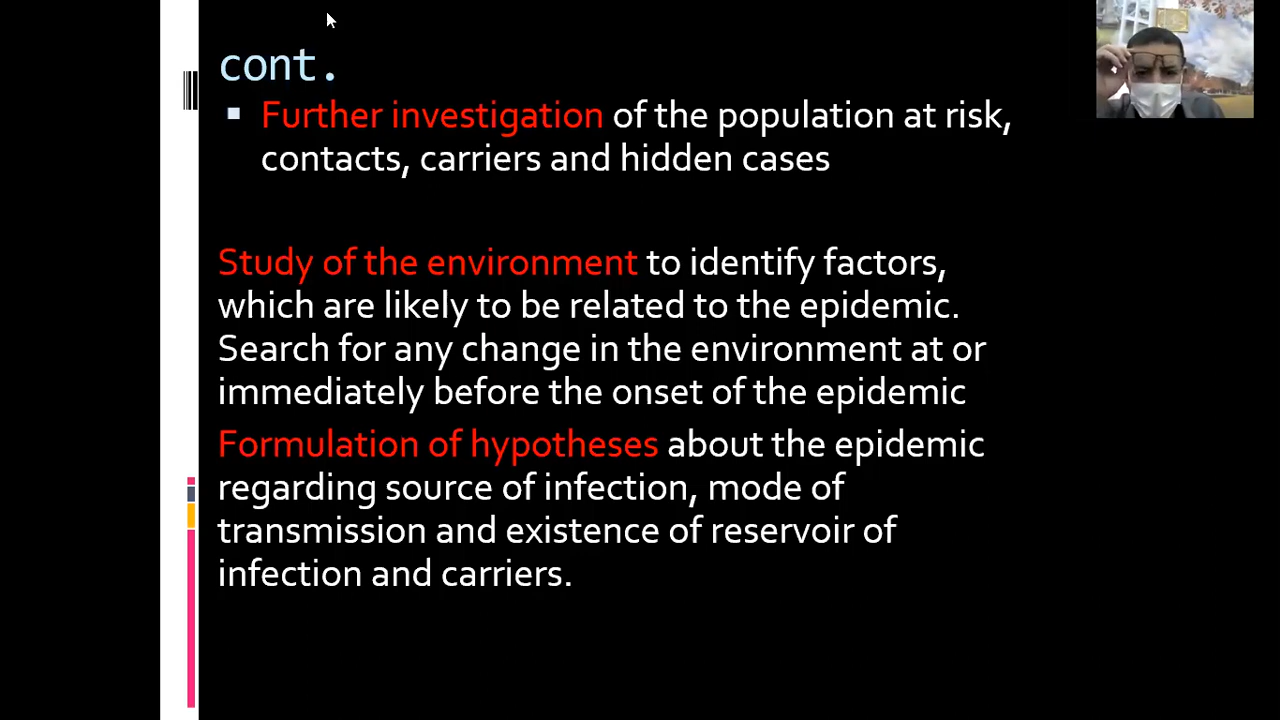 cont.
Further investigation of the population at risk,
contacts, carriers and hidden cases
Study of the environment to identify factors,
which are likely to be related to the epidemic.
Search for any change in the environment at or
immediately before the onset of the epidemic
Formulation of hypotheses about the epidemic
regarding source of infection, mode of
transmission and existence of reservoir of
infection and carriers.